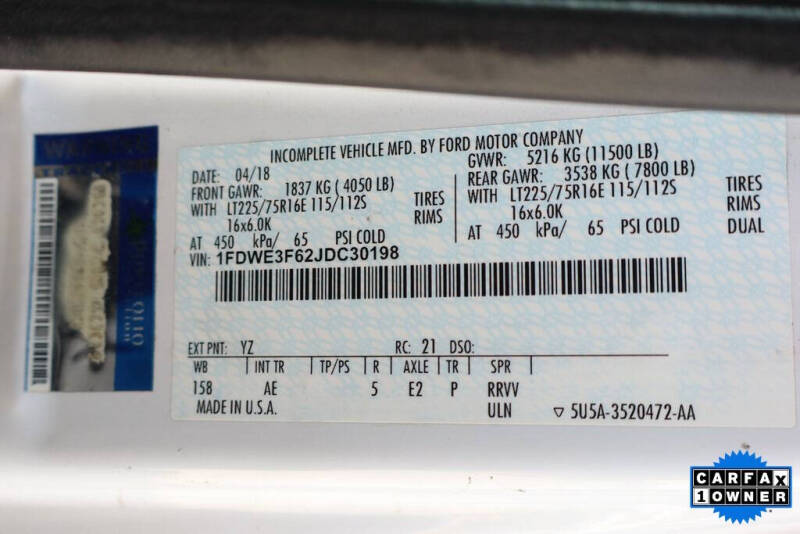 INCOMPLETE VEHICLE MFD. BY FORD MOTOR COMPANY
DATE: 04/18 GVWR: 5216 KG (11500 LB)
FRONT GAWR: 1837 KG (4050 LB) REAR GAWR: 3538 KG (7800 LB)
WITH LT225/75R16E 115/112S TIRES WITH LT225/75R16E 115/112S TIRES
16x6.0K RIMS 16x6.0K RIMS
AT 450 kPa/ 65 PSI COLD AT 450 kPa/ 65 PSI COLD DUAL
VIN: 1FDWE3F62JDC30198
EXT PNT: YZ RC: 21 DSO:
WB INT TR TP/PS R AXLE TR SPR
158 AE 5 E2 P RRVV
MADE IN U.S.A. ULN ▽ 5U5A-3520472-AA
CARFAX
1 OWNER